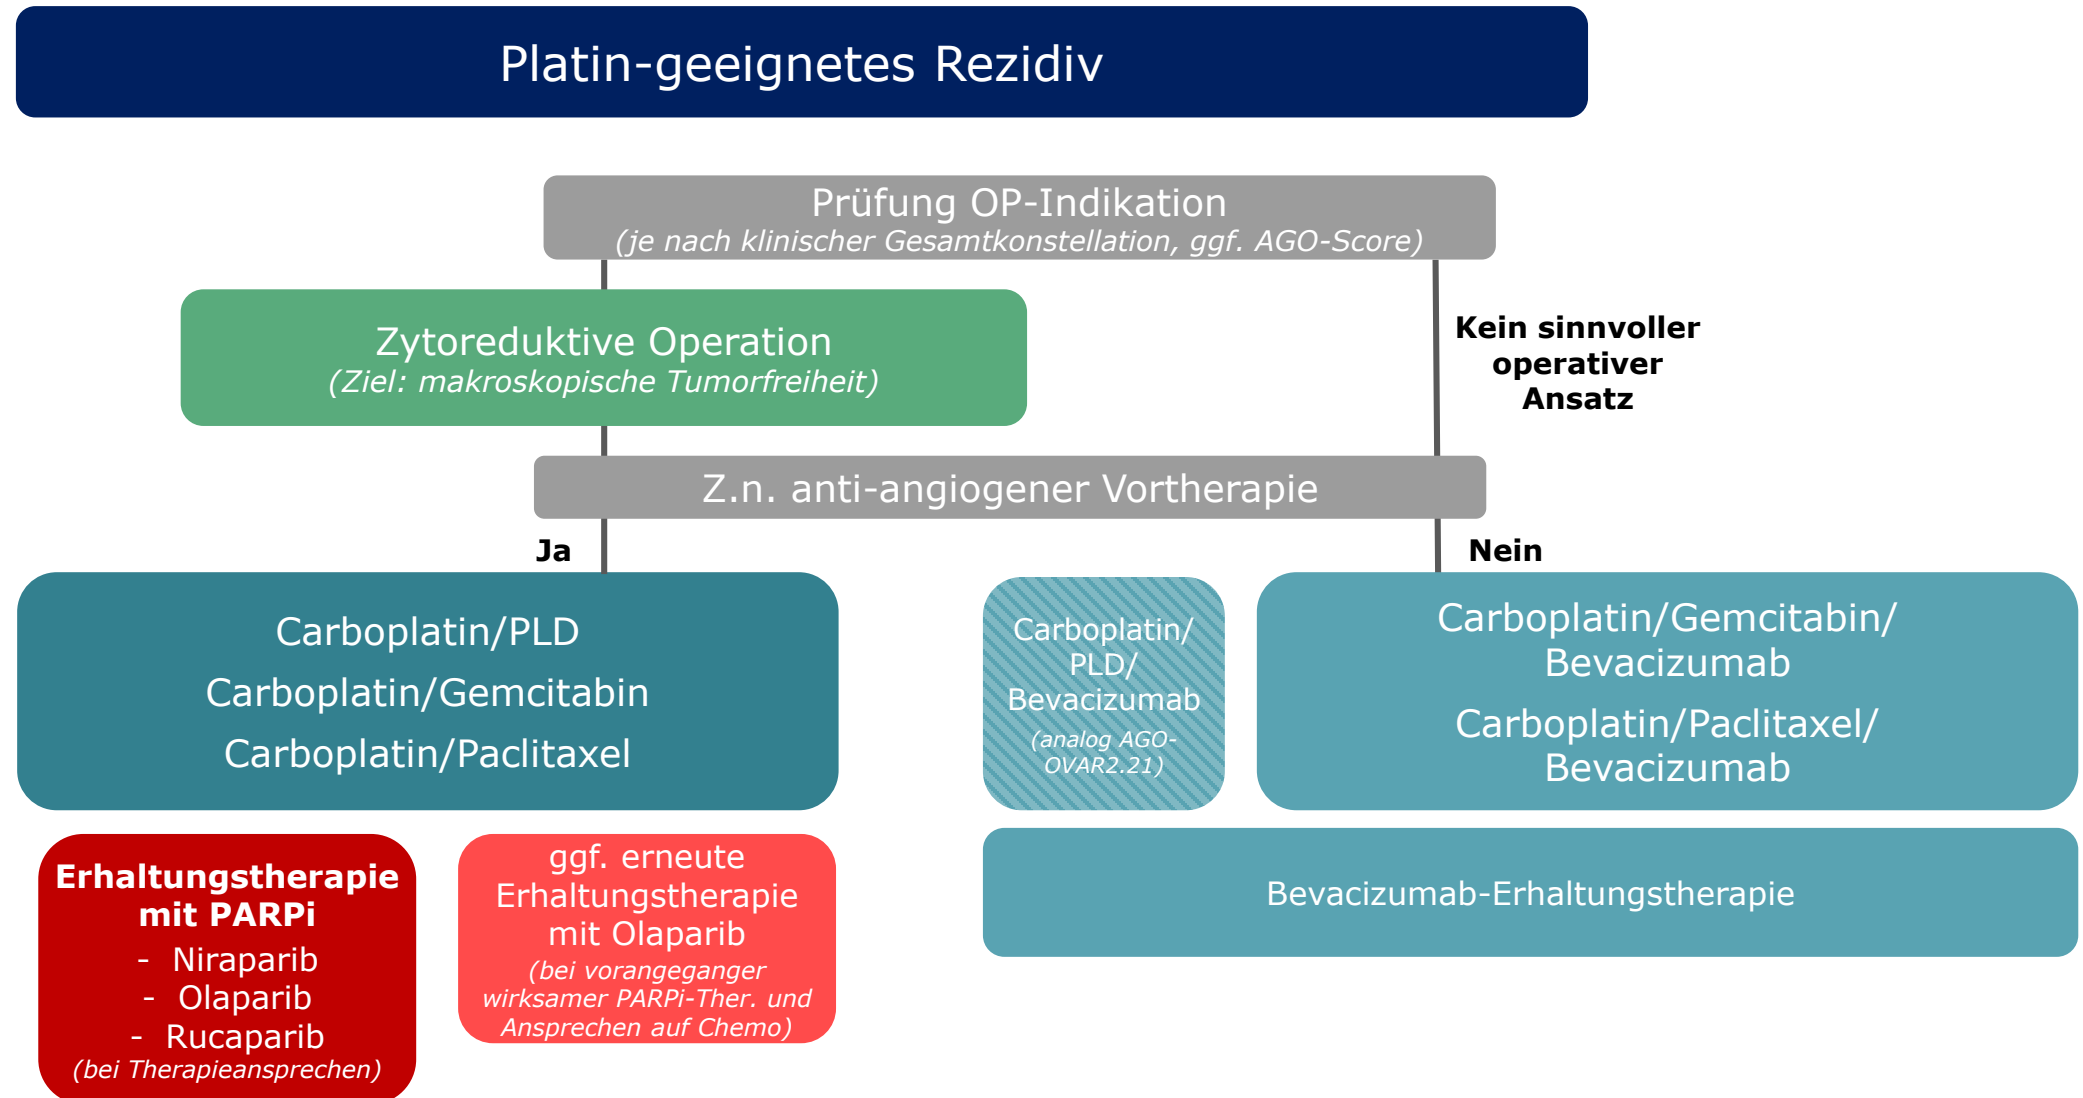 Platin-geeignetes Rezidiv
Prüfung OP-Indikation
(je nach klinischer Gesamtkonstellation, ggf. AGO-Score)
Zytoreduktive Operation
(Ziel: makroskopische Tumorfreiheit)
Kein sinnvoller
operativer
Ansatz
Z.n. anti-angiogener Vortherapie
Ja
Nein
Carboplatin/PLD
Carboplatin/Gemcitabin
Carboplatin/Paclitaxel
Carboplatin/
PLD/
Bevacizumab
(analog AGO-
OVAR2.21)
Carboplatin/Gemcitabin/
Bevacizumab
Carboplatin/Paclitaxel/
Bevacizumab
Erhaltungstherapie
mit PARPi
- Niraparib
- Olaparib
- Rucaparib
(bei Therapieansprechen)
ggf. erneute
Erhaltungstherapie
mit Olaparib
(bei vorangeganger
wirksamer PARPi-Ther. und
Ansprechen auf Chemo)
Bevacizumab-Erhaltungstherapie